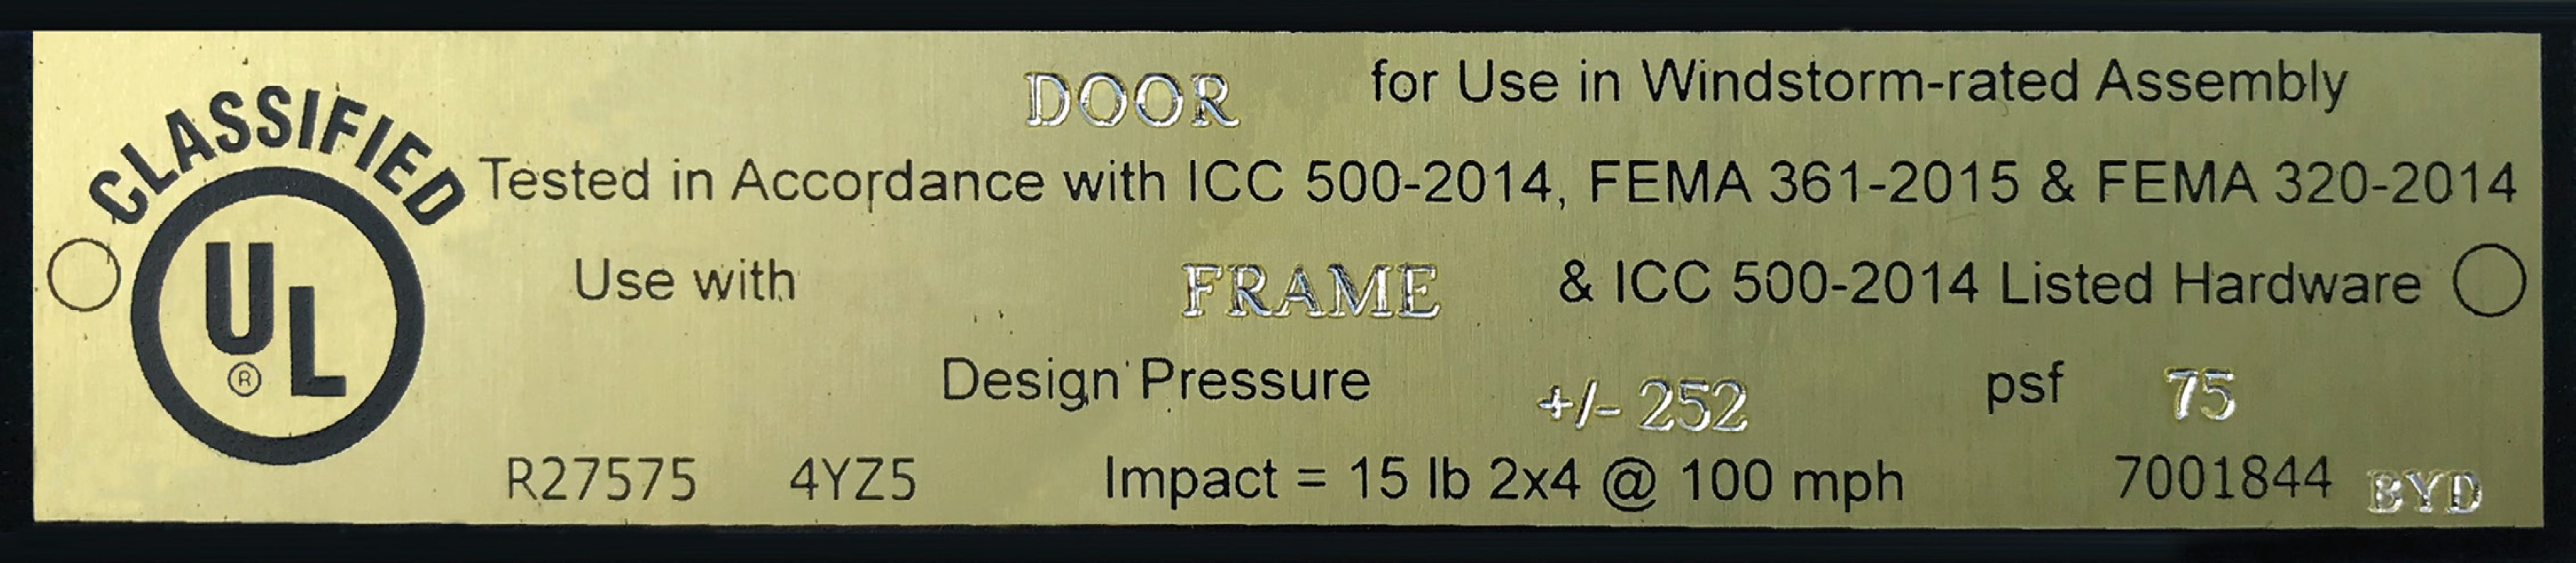 CLASSIFIED
UL
®
DOOR for Use in Windstorm-rated Assembly
Tested in Accordance with ICC 500-2014, FEMA 361-2015 & FEMA 320-2014
Use with FRAME & ICC 500-2014 Listed Hardware
Design Pressure +/- 252 psf 75
R27575 4YZ5 Impact = 15 lb 2x4 @ 100 mph 7001844 BYD